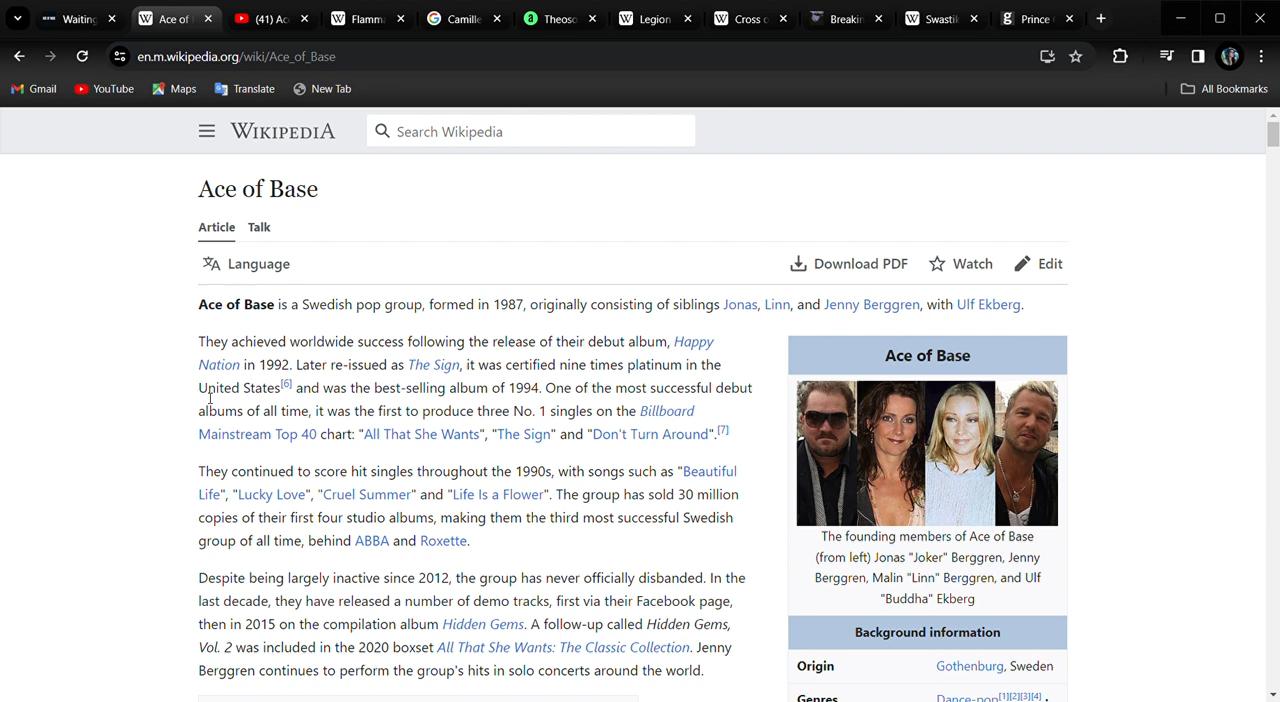 Waiting
Ace of
(41) Ac
Flamm
Camille
Theoso
Legion
Cross o
Breakin
Swastik
Prince
en.m.wikipedia.org/wiki/Ace_of_Base
Gmail
YouTube
Maps
Translate
New Tab
All Bookmarks
WIKIPEDIA
Search Wikipedia
Ace of Base
Article Talk
Language
Download PDF
Watch
Edit
Ace of Base is a Swedish pop group, formed in 1987, originally consisting of siblings Jonas, Linn, and Jenny Berggren, with Ulf Ekberg.
They achieved worldwide success following the release of their debut album, Happy
Nation in 1992. Later re-issued as The Sign, it was certified nine times platinum in the
United States[6] and was the best-selling album of 1994. One of the most successful debut
albums of all time, it was the first to produce three No. 1 singles on the Billboard
Mainstream Top 40 chart: "All That She Wants", "The Sign" and "Don't Turn Around".[7]
They continued to score hit singles throughout the 1990s, with songs such as "Beautiful
Life", "Lucky Love", "Cruel Summer" and "Life Is a Flower". The group has sold 30 million
copies of their first four studio albums, making them the third most successful Swedish
group of all time, behind ABBA and Roxette.
Despite being largely inactive since 2012, the group has never officially disbanded. In the
last decade, they have released a number of demo tracks, first via their Facebook page,
then in 2015 on the compilation album Hidden Gems. A follow-up called Hidden Gems,
Vol. 2 was included in the 2020 boxset All That She Wants: The Classic Collection. Jenny
Berggren continues to perform the group's hits in solo concerts around the world.
Ace of Base
The founding members of Ace of Base
(from left) Jonas "Joker" Berggren, Jenny
Berggren, Malin "Linn" Berggren, and Ulf
"Buddha" Ekberg
Background information
Origin Gothenburg, Sweden
Genres Dance-pop[1][2][3][4] ·